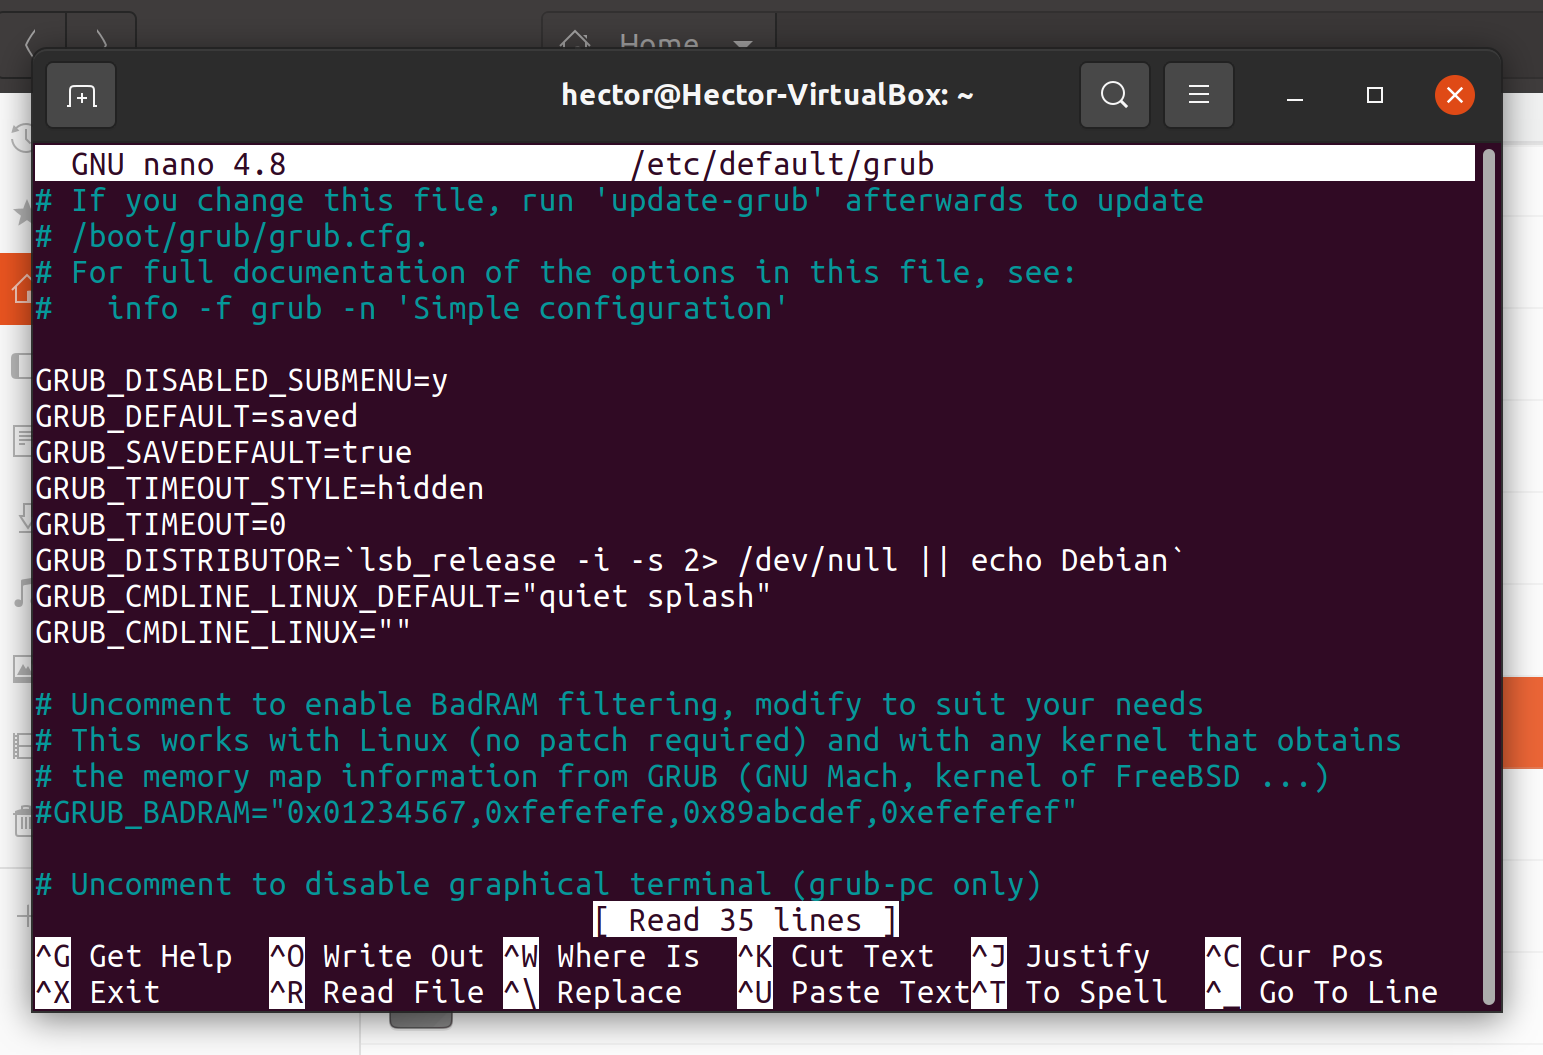 Home
hector@Hector-VirtualBox: ~
GNU nano 4.8 /etc/default/grub
# If you change this file, run 'update-grub' afterwards to update
# /boot/grub/grub.cfg.
# For full documentation of the options in this file, see:
#   info -f grub -n 'Simple configuration'
GRUB_DISABLED_SUBMENU=y
GRUB_DEFAULT=saved
GRUB_SAVEDEFAULT=true
GRUB_TIMEOUT_STYLE=hidden
GRUB_TIMEOUT=0
GRUB_DISTRIBUTOR=`lsb_release -i -s 2> /dev/null || echo Debian`
GRUB_CMDLINE_LINUX_DEFAULT="quiet splash"
GRUB_CMDLINE_LINUX=""
# Uncomment to enable BadRAM filtering, modify to suit your needs
# This works with Linux (no patch required) and with any kernel that obtains
# the memory map information from GRUB (GNU Mach, kernel of FreeBSD ...)
#GRUB_BADRAM="0x01234567,0xfefefefe,0x89abcdef,0xefefefef"
# Uncomment to disable graphical terminal (grub-pc only)
[ Read 35 lines ]
^G Get Help ^O Write Out ^W Where Is ^K Cut Text ^J Justify ^C Cur Pos
^X Exit ^R Read File ^\ Replace ^U Paste Text ^T To Spell ^_ Go To Line